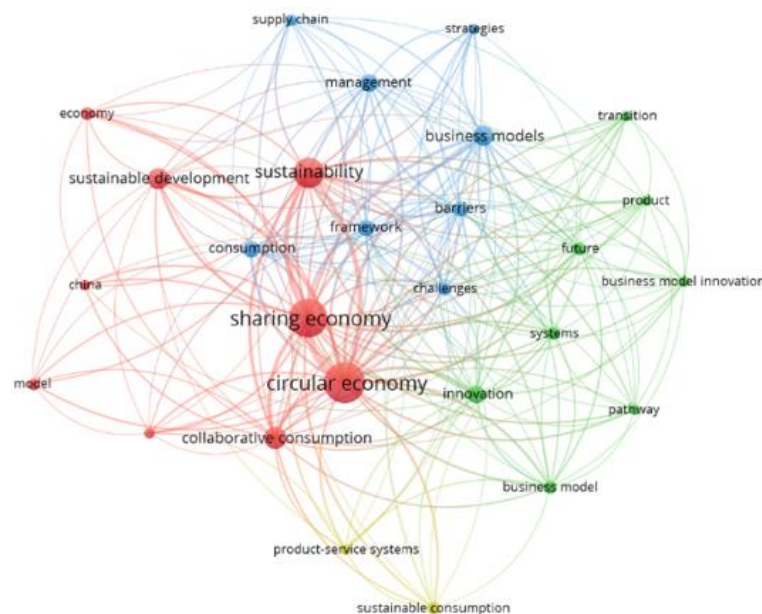 supply chain
strategies
management
economy
transition
business models
sustainability
sustainable development
product
barriers
framework
consumption
future
china
challenges
business model innovation
sharing economy
systems
model
circular economy
innovation
pathway
collaborative consumption
business model
product-service systems
sustainable consumption